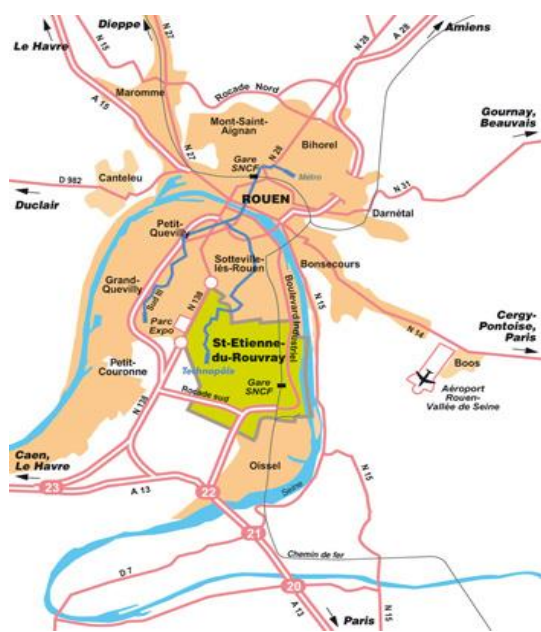 Dieppe
Le Havre
N 15
N 27
N 28
A 28
Amiens
Maromme
Rocade Nord
A 15
Mont-Saint-
Aignan
Bihorel
Gournay,
Beauvais
N 27
N 28
Gare
SNCF
Métro
Canteleu
D 982
Duclair
ROUEN
N 31
Darnétal
Petit-
Quevilly
Sotteville-
lès-Rouen
Bonsecours
Grand-
Quevilly
Sud III
N 138
Boulevard Industriel
N 15
Parc
Expo
N 14
Cergy-
Pontoise,
Paris
St-Etienne-
du-Rouvray
Technopôle
Petit-
Couronne
Gare
SNCF
Boos
Aéroport
Rouen-
Vallée de Seine
Rocade sud
N 138
Caen,
Le Havre
Oissel
23
A 13
22
Seine
N 15
21
Chemin de fer
D 7
20
A 13
Paris
N 15